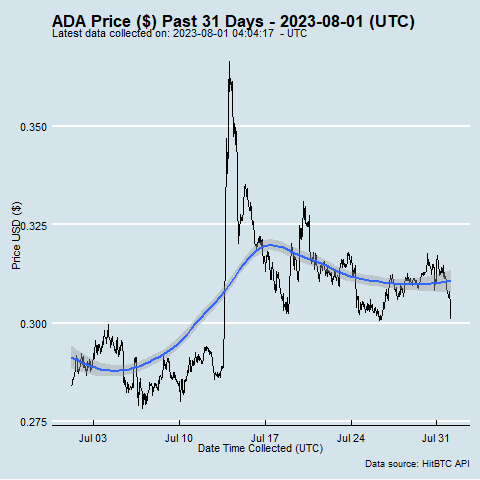 ADA Price ($) Past 31 Days - 2023-08-01 (UTC)
Latest data collected on: 2023-08-01 04:04:17 - UTC
0.350
0.325
0.300
0.275
Price USD ($)
Jul 03 Jul 10 Jul 17 Jul 24 Jul 31
Date Time Collected (UTC)
Data source: HitBTC API